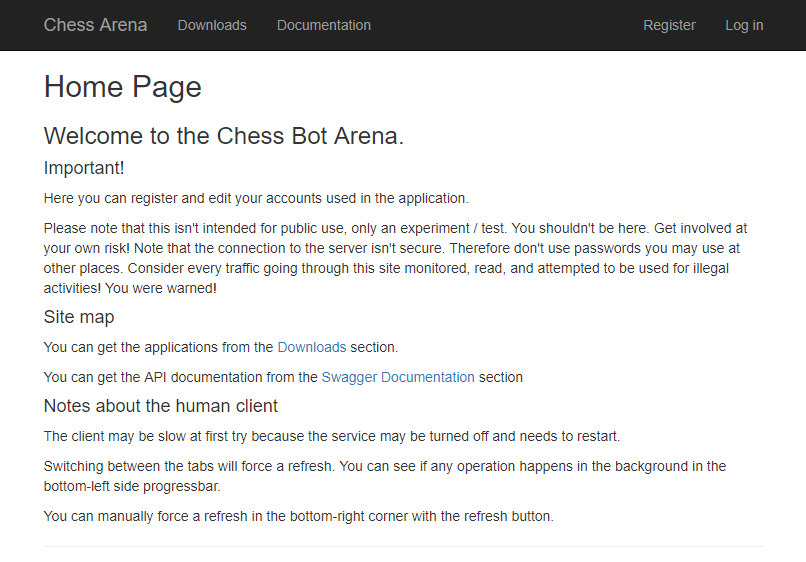 Chess Arena Downloads Documentation Register Log in
Home Page
Welcome to the Chess Bot Arena.
Important!
Here you can register and edit your accounts used in the application.
Please note that this isn't intended for public use, only an experiment / test. You shouldn't be here. Get involved at
your own risk! Note that the connection to the server isn't secure. Therefore don't use passwords you may use at
other places. Consider every traffic going through this site monitored, read, and attempted to be used for illegal
activities! You were warned!
Site map
You can get the applications from the Downloads section.
You can get the API documentation from the Swagger Documentation section
Notes about the human client
The client may be slow at first try because the service may be turned off and needs to restart.
Switching between the tabs will force a refresh. You can see if any operation happens in the background in the
bottom-left side progressbar.
You can manually force a refresh in the bottom-right corner with the refresh button.